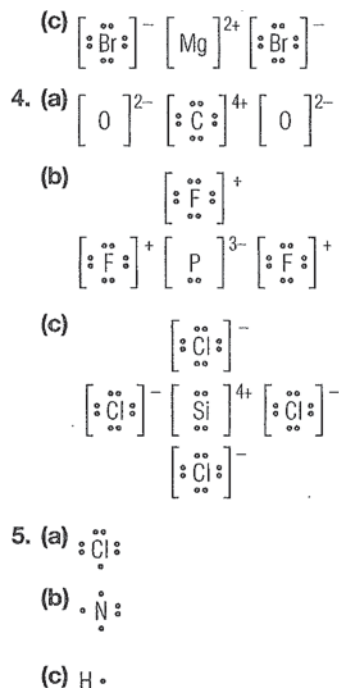 (c) [Br]⁻ [Mg]²⁺ [Br]⁻
4. (a) [O]²⁻ [C]⁴⁺ [O]²⁻
(b) [F]⁺
[F]⁺ [P]³⁻ [F]⁺
(c) [Cl]⁻
[Cl]⁻ [Si]⁴⁺ [Cl]⁻
[Cl]⁻
5. (a) Cl
(b) N
(c) H